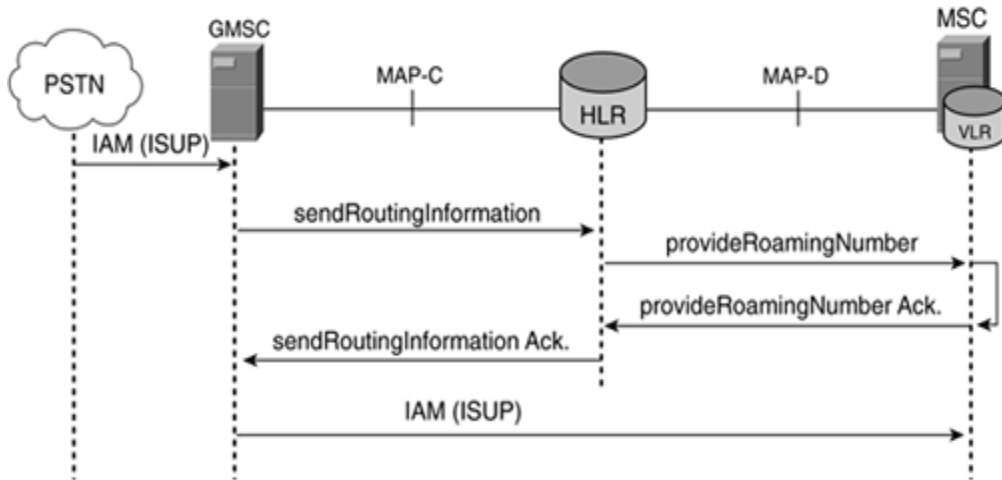 GMSC
MSC
PSTN
MAP-C
HLR
MAP-D
VLR
IAM (ISUP)
sendRoutingInformation
provideRoamingNumber
provideRoamingNumber Ack.
sendRoutingInformation Ack.
IAM (ISUP)